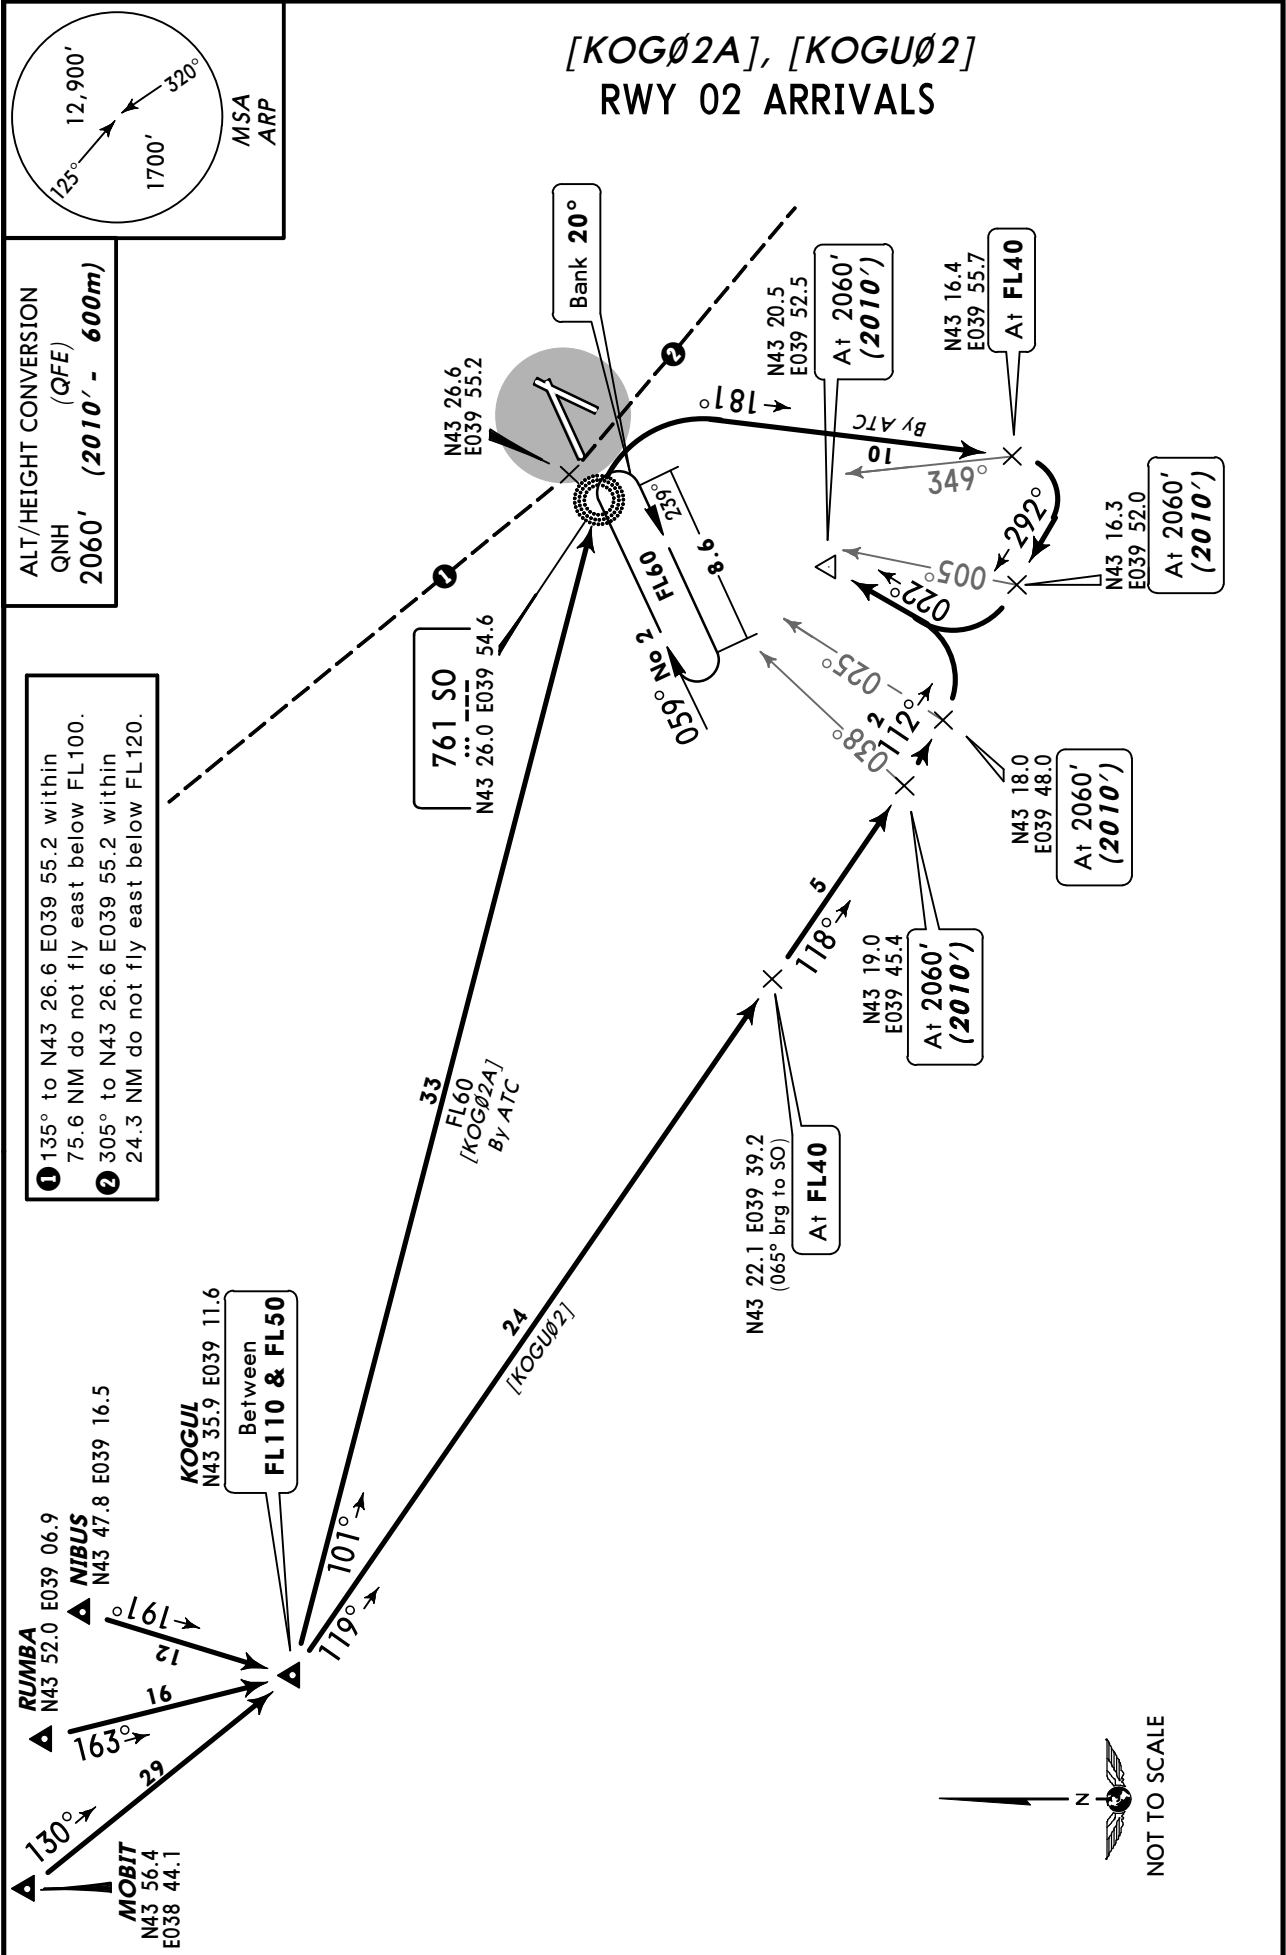 [KOGØ2A], [KOGUØ2]
RWY 02 ARRIVALS
125°
12,900'
320°
1700'
MSA
ARP
ALT/HEIGHT CONVERSION
QNH (QFE)
2060' (2010' - 600m)
1 135° to N43 26.6 E039 55.2 within
75.6 NM do not fly east below FL100.
2 305° to N43 26.6 E039 55.2 within
24.3 NM do not fly east below FL120.
MOBIT
N43 56.4
E038 44.1
130°
29
RUMBA
N43 52.0 E039 06.9
163°
16
NIBUS
N43 47.8 E039 16.5
191°
12
KOGUL
N43 35.9 E039 11.6
Between
FL110 & FL50
101°
33
FL60
[KOGØ2A]
By ATC
119°
24
[KOGUØ2]
1
761 SO
N43 26.0 E039 54.6
N43 26.6
E039 55.2
Bank 20°
2
059° No 2
FL60
239°
8.6
181°
By ATC
10
N43 20.5
E039 52.5
At 2060'
(2010')
N43 16.4
E039 55.7
At FL40
349°
292°
N43 16.3
E039 52.0
At 2060'
(2010')
005°
022°
025°
038°
2
112°
N43 18.0
E039 48.0
At 2060'
(2010')
N43 19.0
E039 45.4
At 2060'
(2010')
5
118°
N43 22.1 E039 39.2
(065° brg to SO)
At FL40
N
NOT TO SCALE